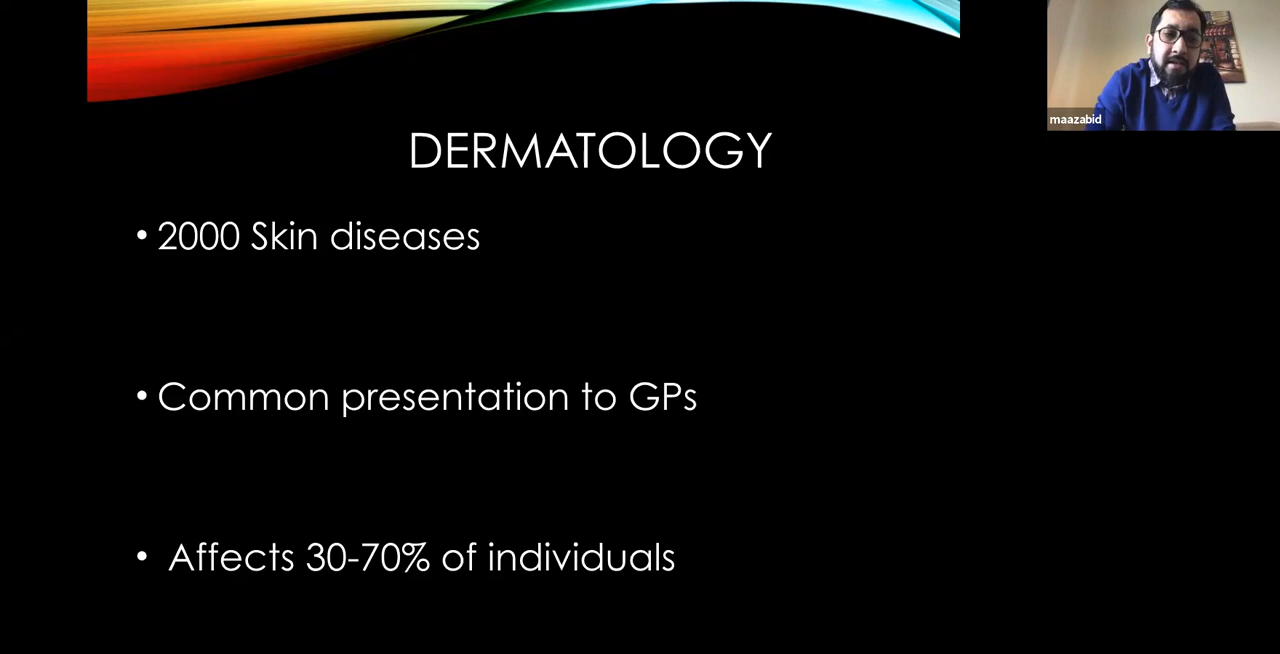 maazabid
DERMATOLOGY
• 2000 Skin diseases
• Common presentation to GPs
• Affects 30-70% of individuals